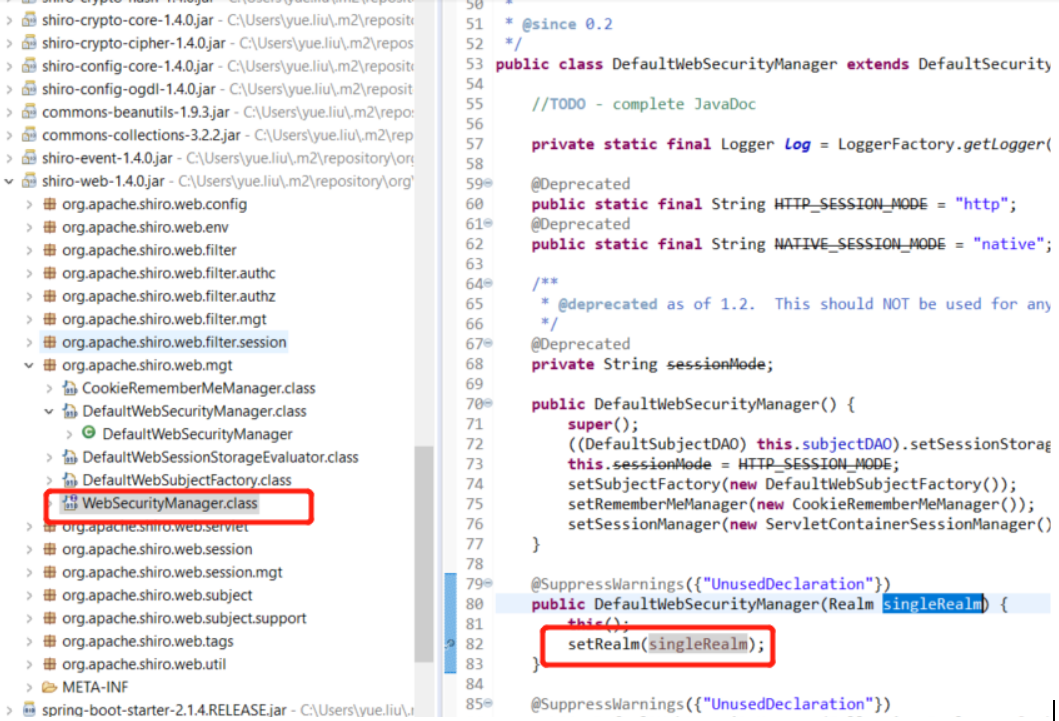 shiro-crypto-hash-1.4.0.jar - C:\Users\yue.liu\.m2\reposito
shiro-crypto-core-1.4.0.jar - C:\Users\yue.liu\.m2\reposito
shiro-crypto-cipher-1.4.0.jar - C:\Users\yue.liu\.m2\repos
shiro-config-core-1.4.0.jar - C:\Users\yue.liu\.m2\reposito
shiro-config-ogdl-1.4.0.jar - C:\Users\yue.liu\.m2\reposit
commons-beanutils-1.9.3.jar - C:\Users\yue.liu\.m2\repo
commons-collections-3.2.2.jar - C:\Users\yue.liu\.m2\rep
shiro-event-1.4.0.jar - C:\Users\yue.liu\.m2\repository\org
shiro-web-1.4.0.jar - C:\Users\yue.liu\.m2\repository\org\
org.apache.shiro.web.config
org.apache.shiro.web.env
org.apache.shiro.web.filter
org.apache.shiro.web.filter.authc
org.apache.shiro.web.filter.authz
org.apache.shiro.web.filter.mgt
org.apache.shiro.web.filter.session
org.apache.shiro.web.mgt
CookieRememberMeManager.class
DefaultWebSecurityManager.class
DefaultWebSecurityManager
DefaultWebSessionStorageEvaluator.class
DefaultWebSubjectFactory.class
WebSecurityManager.class
org.apache.shiro.web.servlet
org.apache.shiro.web.session
org.apache.shiro.web.session.mgt
org.apache.shiro.web.subject
org.apache.shiro.web.subject.support
org.apache.shiro.web.tags
org.apache.shiro.web.util
META-INF
spring-boot-starter-2.1.4.RELEASE.jar - C:\Users\yue.liu\.r
50 *
51 * @since 0.2
52 */
53 public class DefaultWebSecurityManager extends DefaultSecurity
54
55 //TODO - complete JavaDoc
56
57 private static final Logger log = LoggerFactory.getLogger(
58
59 @Deprecated
60 public static final String HTTP_SESSION_MODE = "http";
61 @Deprecated
62 public static final String NATIVE_SESSION_MODE = "native";
63
64 /**
65 * @deprecated as of 1.2. This should NOT be used for any
66 */
67 @Deprecated
68 private String sessionMode;
69
70 public DefaultWebSecurityManager() {
71 super();
72 ((DefaultSubjectDAO) this.subjectDAO).setSessionStorag
73 this.sessionMode = HTTP_SESSION_MODE;
74 setSubjectFactory(new DefaultWebSubjectFactory());
75 setRememberMeManager(new CookieRememberMeManager());
76 setSessionManager(new ServletContainerSessionManager()
77 }
78
79 @SuppressWarnings({"UnusedDeclaration"})
80 public DefaultWebSecurityManager(Realm singleRealm) {
81 this();
82 setRealm(singleRealm);
83 }
84
85 @SuppressWarnings({"UnusedDeclaration"})